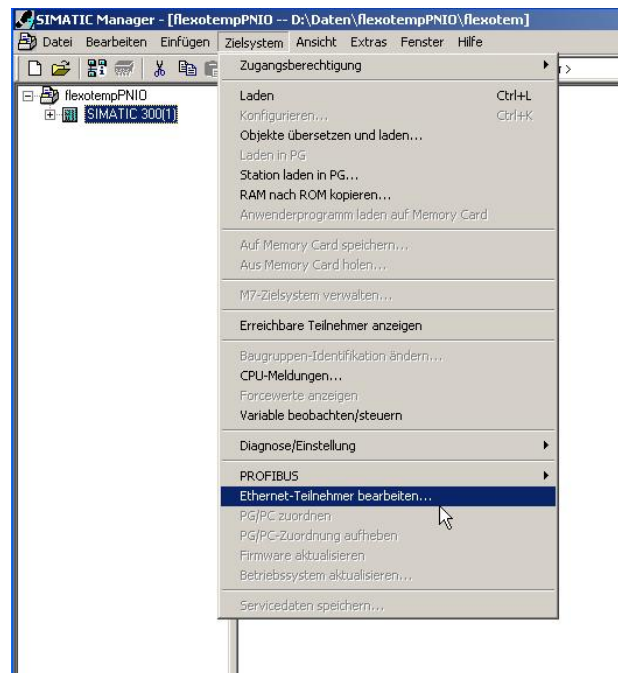 SIMATIC Manager - [flexotempPNIO -- D:\Daten\flexotempPNIO\flexotem]
Datei Bearbeiten Einfügen Zielsystem Ansicht Extras Fenster Hilfe
flexotempPNIO
SIMATIC 300(1)
Zugangsberechtigung
Laden Ctrl+L
Konfigurieren... Ctrl+K
Objekte übersetzen und laden...
Laden in PG
Station laden in PG...
RAM nach ROM kopieren...
Anwenderprogramm laden auf Memory Card
Auf Memory Card speichern...
Aus Memory Card holen...
M7-Zielsystem verwalten...
Erreichbare Teilnehmer anzeigen
Baugruppen-Identifikation ändern...
CPU-Meldungen...
Forcewerte anzeigen
Variable beobachten/steuern
Diagnose/Einstellung
PROFIBUS
Ethernet-Teilnehmer bearbeiten...
PG/PC zuordnen
PG/PC-Zuordnung aufheben
Firmware aktualisieren
Betriebssystem aktualisieren...
Servicedaten speichern...